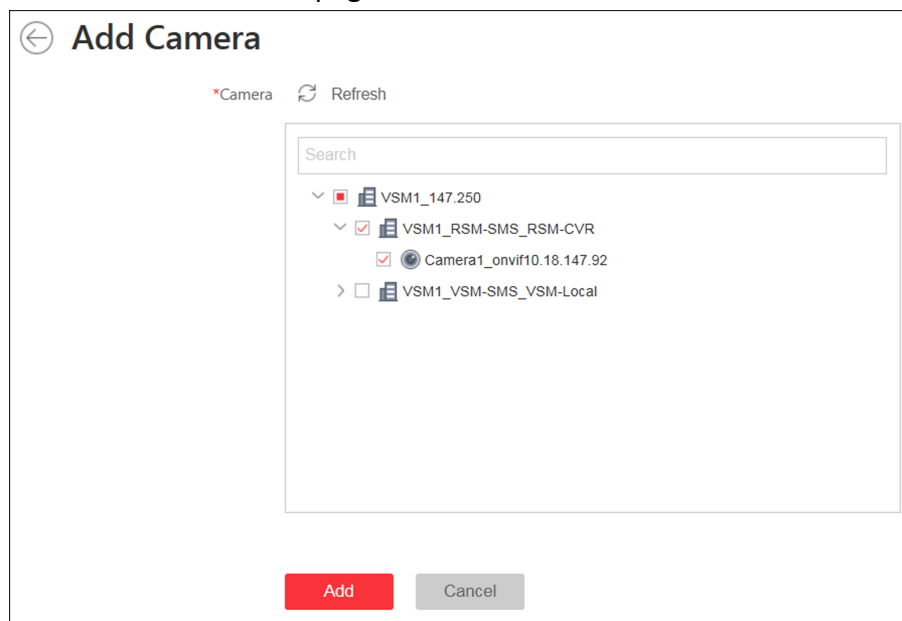 Add Camera
*Camera Refresh
Search
VSM1_147.250
VSM1_RSM-SMS_RSM-CVR
Camera1_onvif10.18.147.92
VSM1_VSM-SMS_VSM-Local
Add Cancel